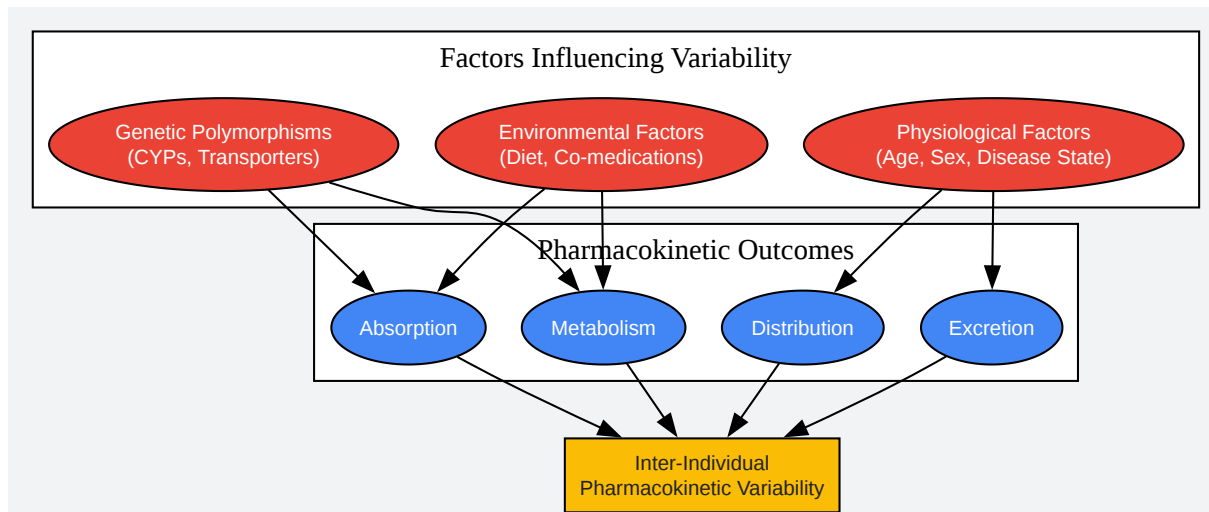 Factors Influencing Variability
Genetic Polymorphisms
(CYPs, Transporters)
Environmental Factors
(Diet, Co-medications)
Physiological Factors
(Age, Sex, Disease State)
Pharmacokinetic Outcomes
Absorption
Metabolism
Distribution
Excretion
Inter-Individual
Pharmacokinetic Variability